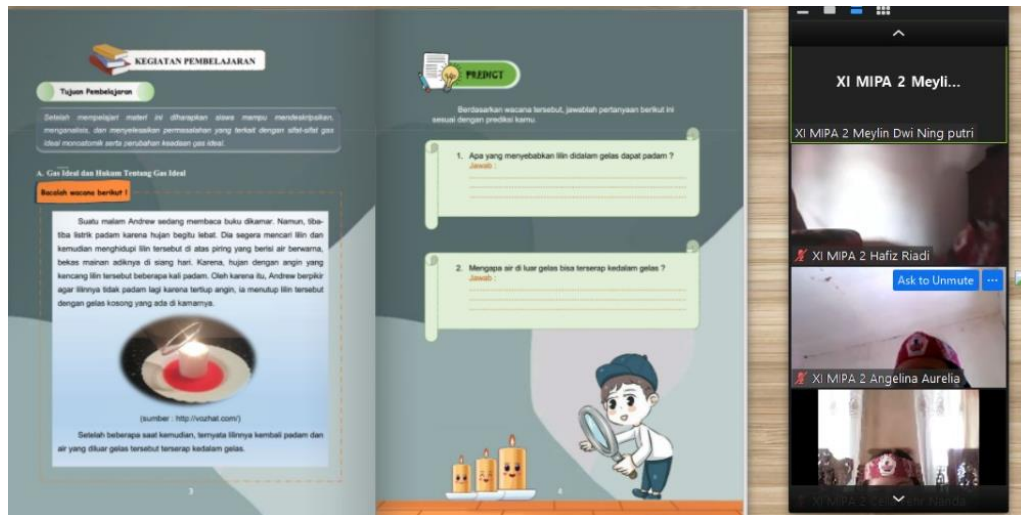 KEGIATAN PEMBELAJARAN
Tujuan Pembelajaran
Setelah mempelajari materi ini diharapkan siswa mampu mendeskripsikan,
menganalisis, dan menyelesaikan permasalahan yang terkait dengan sifat-sifat gas
ideal monoatomik serta perubahan keadaan gas ideal.
A. Gas Ideal dan Hukum Tentang Gas Ideal
Bacalah wacana berikut !
Suatu malam Andrew sedang membaca buku dikamar. Namun, tiba-
tiba listrik padam karena hujan begitu lebat. Dia segera mencari lilin dan
kemudian menghidupi lilin tersebut di atas piring yang berisi air berwarna,
bekas mainan adiknya di siang hari. Karena, hujan dengan angin yang
kencang lilin tersebut beberapa kali padam. Oleh karena itu, Andrew berpikir
agar lilinnya tidak padam lagi karena tertiup angin, ia menutup lilin tersebut
dengan gelas kosong yang ada di kamarnya.
(sumber : http://vozhat.com/)
Setelah beberapa saat kemudian, ternyata lilinnya kembali padam dan
air yang diluar gelas tersebut terserap kedalam gelas.
3
PREDICT
Berdasarkan wacana tersebut, jawablah pertanyaan berikut ini
sesuai dengan prediksi kamu.
1. Apa yang menyebabkan lilin didalam gelas dapat padam ?
Jawab :
2. Mengapa air di luar gelas bisa terserap kedalam gelas ?
Jawab :
4
XI MIPA 2 Meyli...
XI MIPA 2 Meylin Dwi Ning putri
XI MIPA 2 Hafiz Riadi
Ask to Unmute
XI MIPA 2 Angelina Aurelia
XI MIPA 2